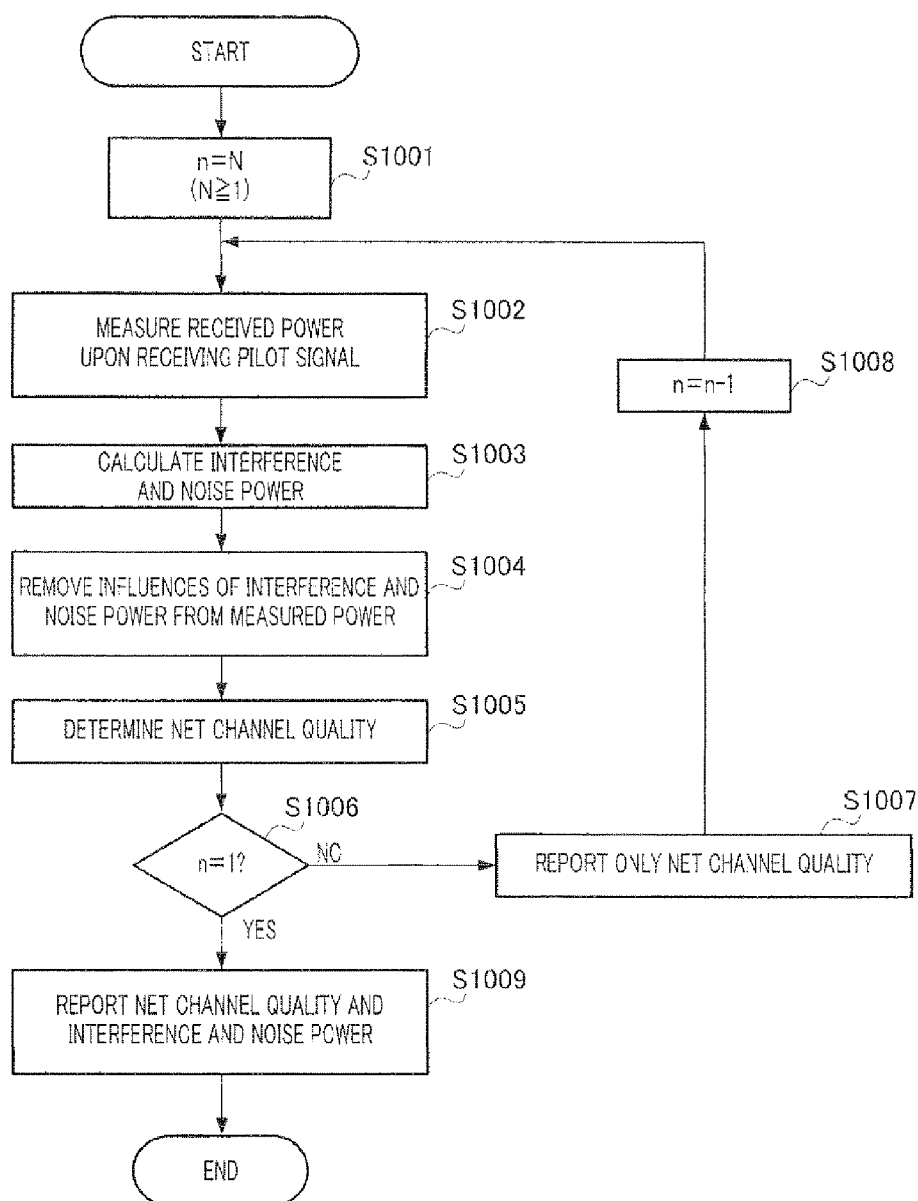 START
n=N
(N≧1)
S1001
MEASURE RECEIVED POWER
UPON RECEIVING PILOT SIGNAL
S1002
n=n-1
S1008
CALCULATE INTERFERENCE
AND NOISE POWER
S1003
REMOVE INFLUENCES OF INTERFERENCE AND
NOISE POWER FROM MEASURED POWER
S1004
DETERMINE NET CHANNEL QUALITY
S1005
n=1?
S1006
NO
YES
REPORT ONLY NET CHANNEL QUALITY
S1007
REPORT NET CHANNEL QUALITY AND
INTERFERENCE AND NOISE POWER
S1009
END